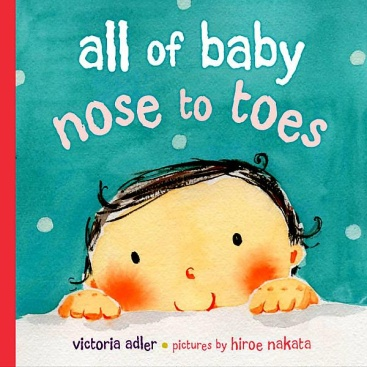 all of baby
nose to toes
victoria adler • pictures by hiroe nakata